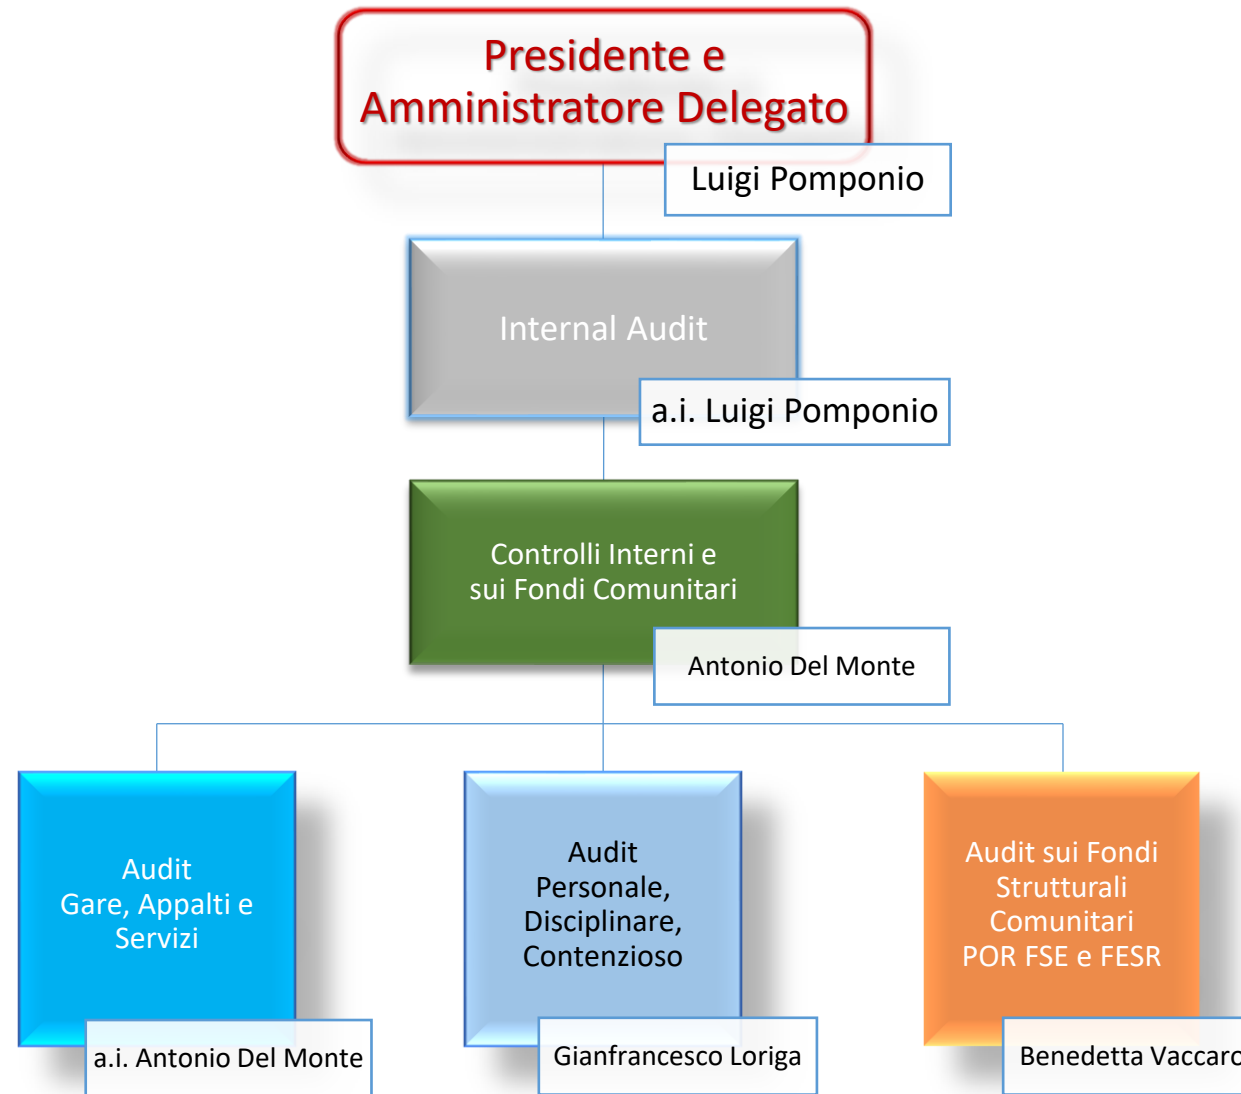 Presidente e
Amministratore Delegato
Luigi Pomponio
Internal Audit
a.i. Luigi Pomponio
Controlli Interni e
sui Fondi Comunitari
Antonio Del Monte
Audit
Gare, Appalti e
Servizi
a.i. Antonio Del Monte
Audit
Personale,
Disciplinare,
Contenzioso
Gianfrancesco Loriga
Audit sui Fondi
Strutturali
Comunitari
POR FSE e FESR
Benedetta Vaccaro